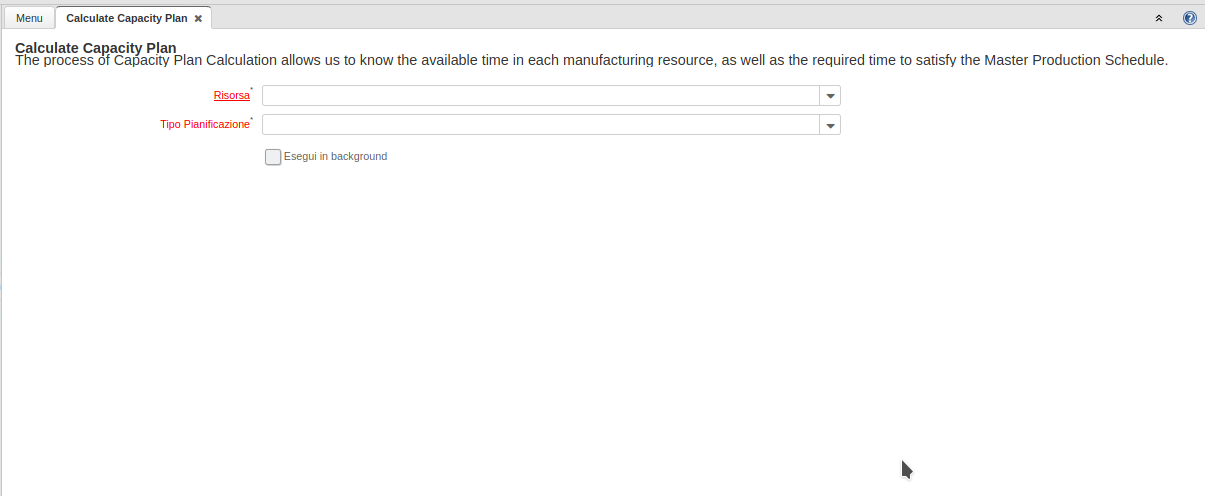 Menu
Calculate Capacity Plan
Calculate Capacity Plan
The process of Capacity Plan Calculation allows us to know the available time in each manufacturing resource, as well as the required time to satisfy the Master Production Schedule.
Risorsa*
Tipo Pianificazione*
Esegui in background